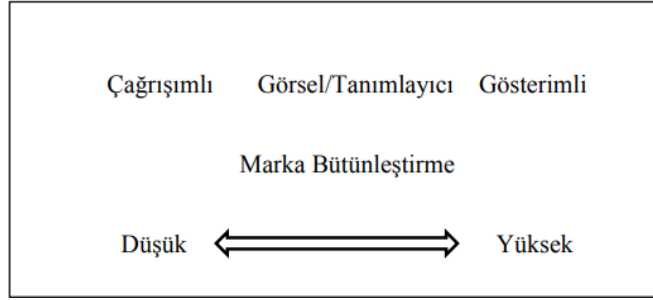 Çağrışımlı Görsel/Tanımlayıcı Gösterimli
Marka Bütünleştirme
Düşük Yüksek